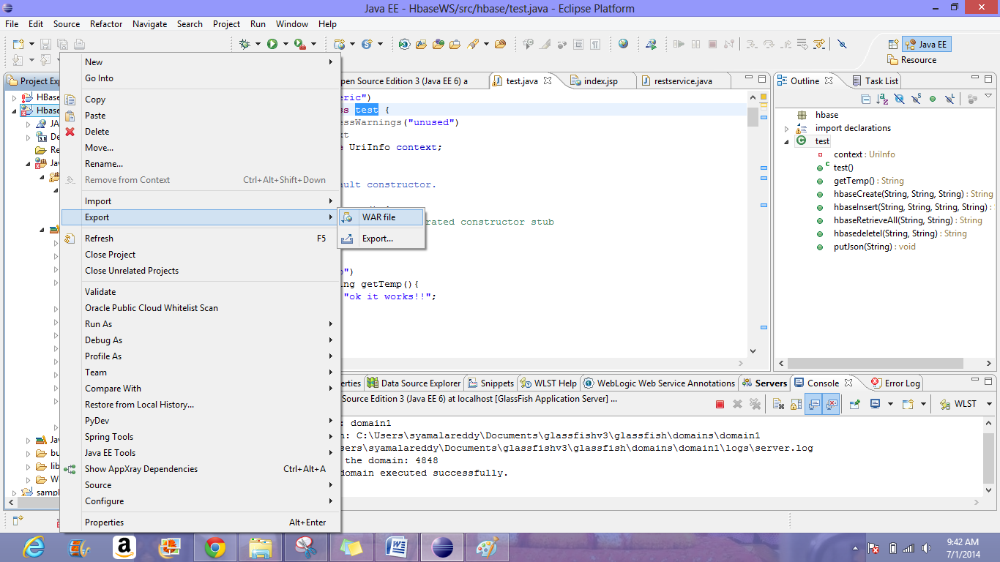 Java EE - HbaseWS/src/hbase/test.java - Eclipse Platform
File Edit Source Refactor Navigate Search Project Run Window Help
Java EE
Resource
Project Exp
HBase
Hbase
JA
De
Re
Jav
Jav
bu
lib
W
sampl
New
Go Into
Copy
Paste
Delete
Move...
Rename...
Remove from Context Ctrl+Alt+Shift+Down
Import
Export
Refresh F5
Close Project
Close Unrelated Projects
Validate
Oracle Public Cloud Whitelist Scan
Run As
Debug As
Profile As
Team
Compare With
Restore from Local History...
PyDev
Spring Tools
Java EE Tools
Show AppXray Dependencies Ctrl+Alt+A
Source
Configure
Properties Alt+Enter
WAR file
Export...
pen Source Edition 3 (Java EE 6) a test.java index.jsp restservice.java
eric")
ss test {
essWarnings("unused")
xt
e UriInfo context;
ault constructor.
rated constructor stub
")
ng getTemp(){
"ok it works!!";
Outline Task List
hbase
import declarations
test
context : UriInfo
test()
getTemp() : String
hbaseCreate(String, String, String) : String
hbaseInsert(String, String, String, String) :
hbaseRetrieveAll(String, String) : String
hbasedeletel(String, String) : String
putJson(String) : void
erties Data Source Explorer Snippets WLST Help WebLogic Web Service Annotations Servers Console Error Log
Source Edition 3 (Java EE 6) at localhost [GlassFish Application Server] ...
WLST
: domain1
n: C:\Users\syamalareddy\Documents\glassfishv3\glassfish\domains\domain1
sers\syamalareddy\Documents\glassfishv3\glassfish\domains\domain1\logs\server.log
the domain: 4848
domain executed successfully.
9:42 AM
7/1/2014